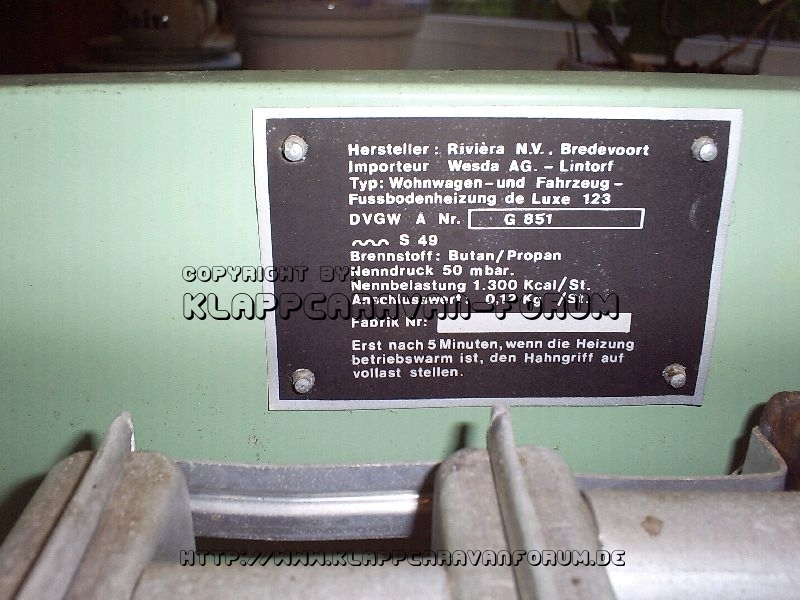 Hersteller: Rivièra N.V., Bredevoort
Importeur Wesda AG. - Lintorf
Typ: Wohnwagen-und Fahrzeug-
Fussbodenheizung de Luxe 123
DVGW A Nr. G 851
S 49
Brennstoff: Butan/Propan
COPYRIGHT BY:
Nenndruck 50 mbar.
Nennbelastung 1.300 Kcal/St.
Anschlusswert: 0,12 Kg /St.
KLAPPCARAVAN-FORUM
Fabrik Nr:
Erst nach 5 Minuten, wenn die Heizung
betriebswarm ist, den Hahngriff auf
vollast stellen.
HTTP://WWW.KLAPPCARAVANFORUM.DE